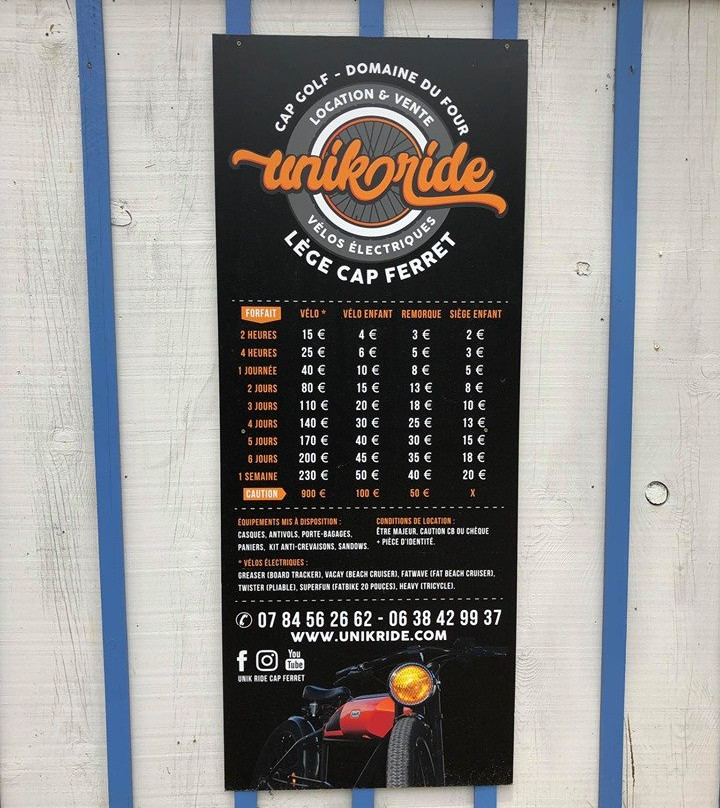 CAP GOLF - DOMAINE DU FOUR
LOCATION & VENTE
unikride
VÉLOS ÉLECTRIQUES
LÈGE CAP FERRET
FORFAIT VÉLO * VÉLO ENFANT REMORQUE SIÈGE ENFANT
2 HEURES 15 € 4 € 3 € 2 €
4 HEURES 25 € 6 € 5 € 3 €
1 JOURNÉE 40 € 10 € 8 € 5 €
2 JOURS 80 € 15 € 13 € 8 €
3 JOURS 110 € 20 € 18 € 10 €
4 JOURS 140 € 30 € 25 € 13 €
5 JOURS 170 € 40 € 30 € 15 €
6 JOURS 200 € 45 € 35 € 18 €
1 SEMAINE 230 € 50 € 40 € 20 €
CAUTION 900 € 100 € 50 € X
ÉQUIPEMENTS MIS À DISPOSITION :
CASQUES, ANTIVOLS, PORTE-BAGAGES,
PANIERS, KIT ANTI-CREVAISONS, SANDOWS.
CONDITIONS DE LOCATION :
ÊTRE MAJEUR, CAUTION CB OU CHÈQUE
+ PIÈCE D'IDENTITÉ.
* VÉLOS ÉLECTRIQUES :
GREASER (BOARD TRACKER), VACAY (BEACH CRUISER), FATWAVE (FAT BEACH CRUISER),
TWISTER (PLIABLE), SUPERFUN (FATBIKE 20 POUCES), HEAVY (TRICYCLE).
07 84 56 26 62 - 06 38 42 99 37
WWW.UNIKRIDE.COM
f You
Tube
UNIK RIDE CAP FERRET